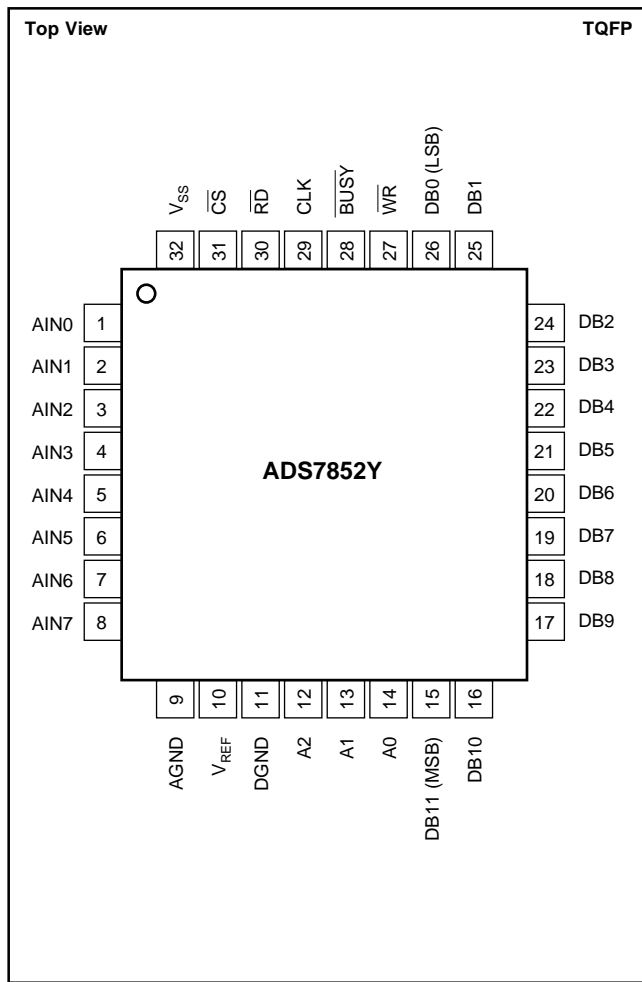 Top View
TQFP
V_SS
CS
RD
CLK
BUSY
WR
DB0 (LSB)
DB1
32
31
30
29
28
27
26
25
AIN0 1
AIN1 2
AIN2 3
AIN3 4
AIN4 5
AIN5 6
AIN6 7
AIN7 8
ADS7852Y
24 DB2
23 DB3
22 DB4
21 DB5
20 DB6
19 DB7
18 DB8
17 DB9
9
10
11
12
13
14
15
16
AGND
V_REF
DGND
A2
A1
A0
DB11 (MSB)
DB10